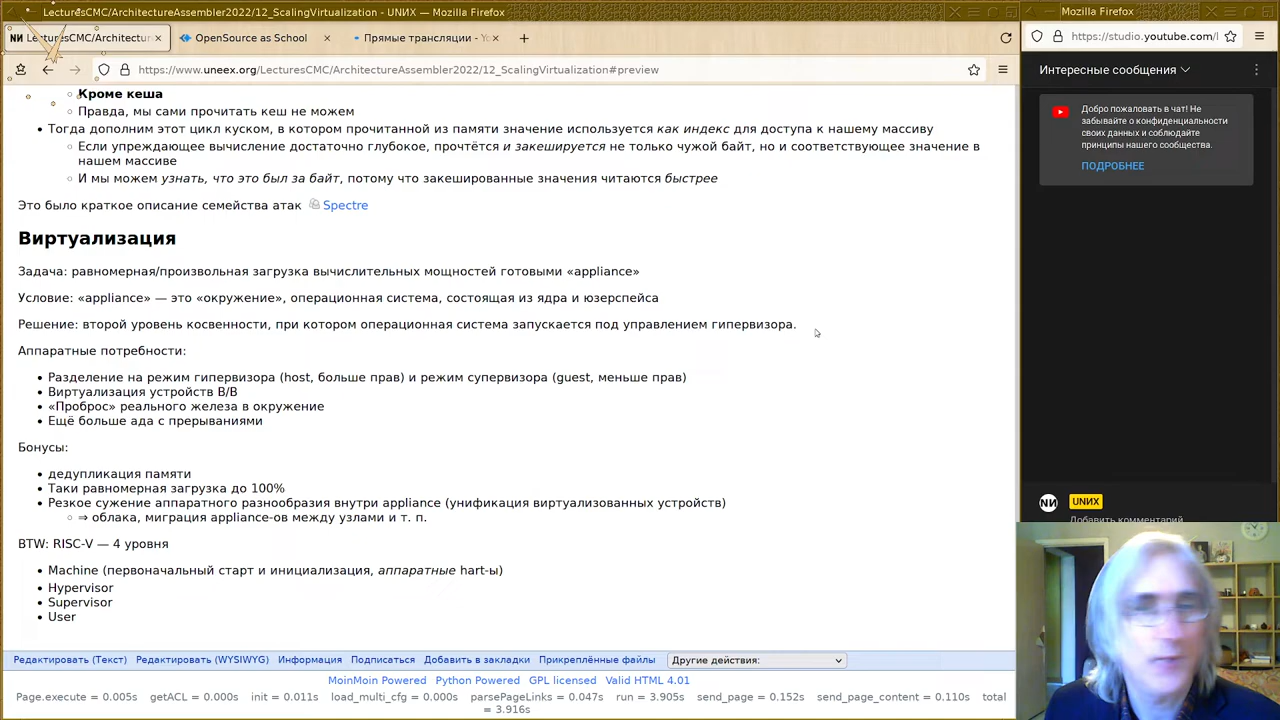 LecturesCMC/ArchitectureAssembler2022/12_ScalingVirtualization - UNИX — Mozilla Firefox
Mozilla Firefox
LecturesCMC/Architectur
OpenSource as School
Прямые трансляции - Yo
https://www.uneex.org/LecturesCMC/ArchitectureAssembler2022/12_ScalingVirtualization#preview
https://studio.youtube.com/l
Кроме кеша
Правда, мы сами прочитать кеш не можем
Тогда дополним этот цикл куском, в котором прочитанной из памяти значение используется как индекс для доступа к нашему массиву
Если упреждающее вычисление достаточно глубокое, прочтётся и закешируется не только чужой байт, но и соответствующее значение в
нашем массиве
И мы можем узнать, что это был за байт, потому что закешированные значения читаются быстрее
Это было краткое описание семейства атак Spectre
Виртуализация
Задача: равномерная/произвольная загрузка вычислительных мощностей готовыми «appliance»
Условие: «appliance» — это «окружение», операционная система, состоящая из ядра и юзерспейса
Решение: второй уровень косвенности, при котором операционная система запускается под управлением гипервизора.
Аппаратные потребности:
Разделение на режим гипервизора (host, больше прав) и режим супервизора (guest, меньше прав)
Виртуализация устройств В/В
«Проброс» реального железа в окружение
Ещё больше ада с прерываниями
Бонусы:
дедупликация памяти
Таки равномерная загрузка до 100%
Резкое сужение аппаратного разнообразия внутри appliance (унификация виртуализованных устройств)
⇒ облака, миграция appliance-ов между узлами и т. п.
BTW: RISC-V — 4 уровня
Machine (первоначальный старт и инициализация, аппаратные hart-ы)
Hypervisor
Supervisor
User
Редактировать (Текст) Редактировать (WYSIWYG) Информация Подписаться Добавить в закладки Прикреплённые файлы Другие действия:
MoinMoin Powered Python Powered GPL licensed Valid HTML 4.01
Page.execute = 0.005s getACL = 0.000s init = 0.011s load_multi_cfg = 0.000s parsePageLinks = 0.047s run = 3.905s send_page = 0.152s send_page_content = 0.110s total
= 3.916s
Интересные сообщения
Добро пожаловать в чат! Не
забывайте о конфиденциальности
своих данных и соблюдайте
принципы нашего сообщества.
ПОДРОБНЕЕ
NИ
UNИX
Добавить комментарий